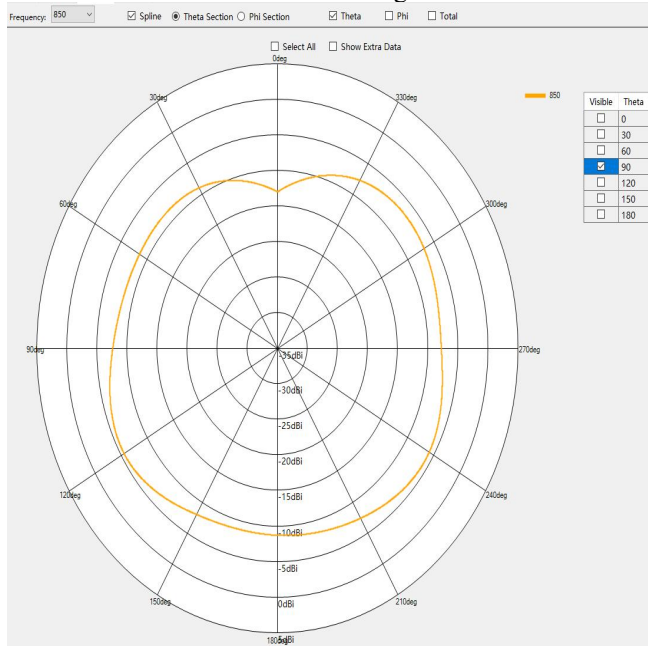 Frequency: 850 Spline Theta Section Phi Section Theta Phi Total
Select All Show Extra Data
0deg
30deg
330deg
850
Visible Theta
0
30
60
90
120
150
180
60deg
300deg
90deg
270deg
-35dBi
-30dBi
-25dBi
-20dBi
-15dBi
-10dBi
-5dBi
0dBi
5dBi
120deg
240deg
150deg
210deg
180deg